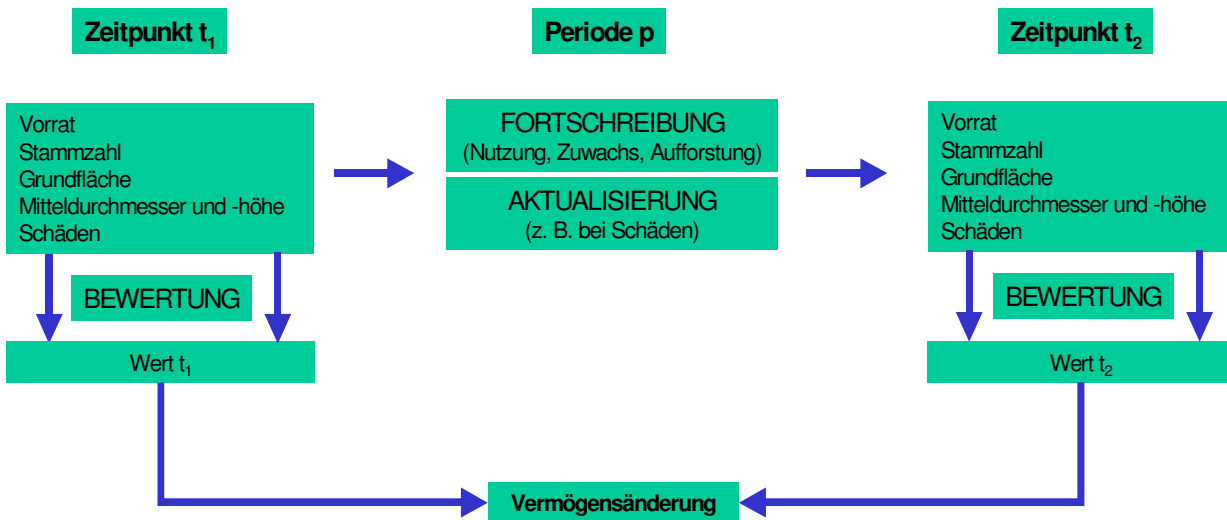 Zeitpunkt t₁
Periode p
Zeitpunkt t₂
Vorrat
Stammzahl
Grundfläche
Mitteldurchmesser und -höhe
Schäden
FORTSCHREIBUNG
(Nutzung, Zuwachs, Aufforstung)
AKTUALISIERUNG
(z. B. bei Schäden)
Vorrat
Stammzahl
Grundfläche
Mitteldurchmesser und -höhe
Schäden
BEWERTUNG
BEWERTUNG
Wert t₁
Wert t₂
Vermögensänderung